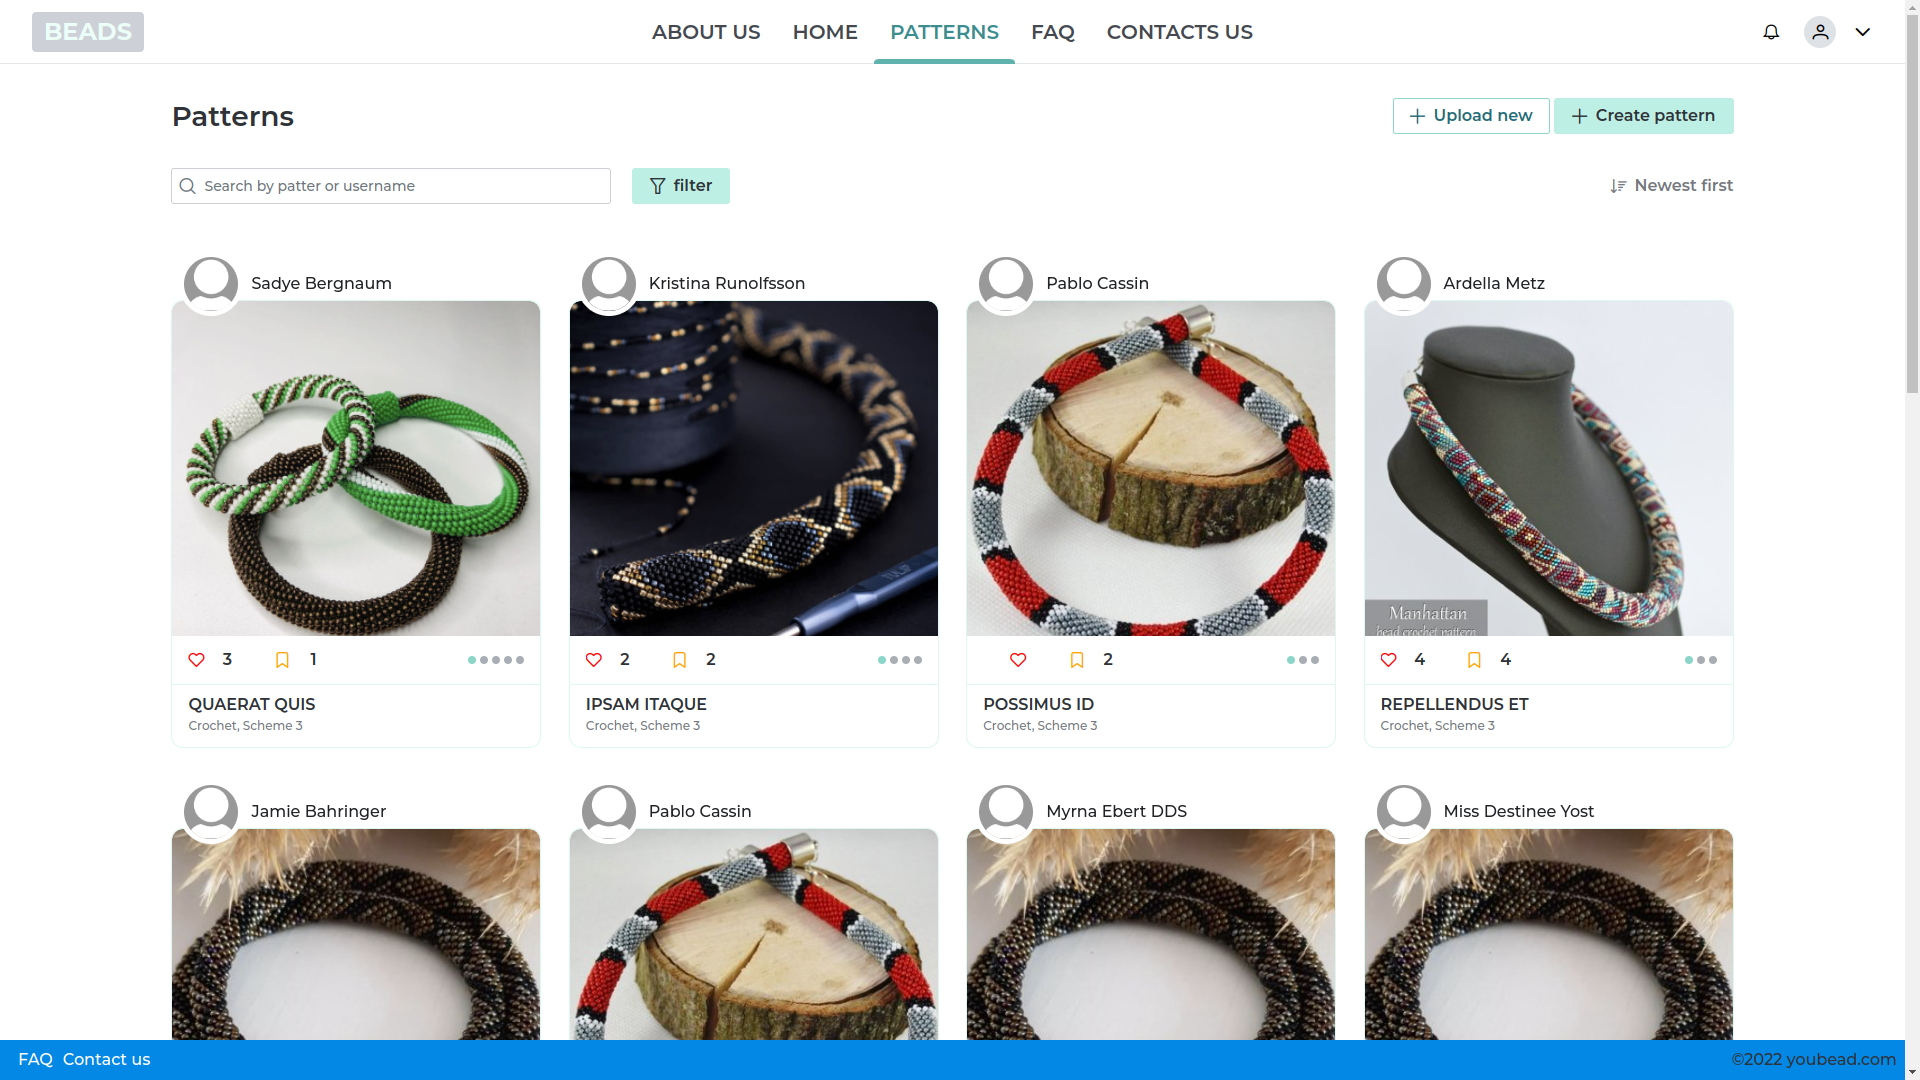 BEADS
ABOUT US HOME PATTERNS FAQ CONTACTS US
Patterns
Upload new Create pattern
Search by patter or username
filter
Newest first
Sadye Bergnaum
Kristina Runolfsson
Pablo Cassin
Ardella Metz
TULIP
Manhattan
bead crochet pattern
3 1
2 2
2
4 4
QUAERAT QUIS
Crochet, Scheme 3
IPSAM ITAQUE
Crochet, Scheme 3
POSSIMUS ID
Crochet, Scheme 3
REPELLENDUS ET
Crochet, Scheme 3
Jamie Bahringer
Pablo Cassin
Myrna Ebert DDS
Miss Destinee Yost
FAQ Contact us
©2022 youbead.com